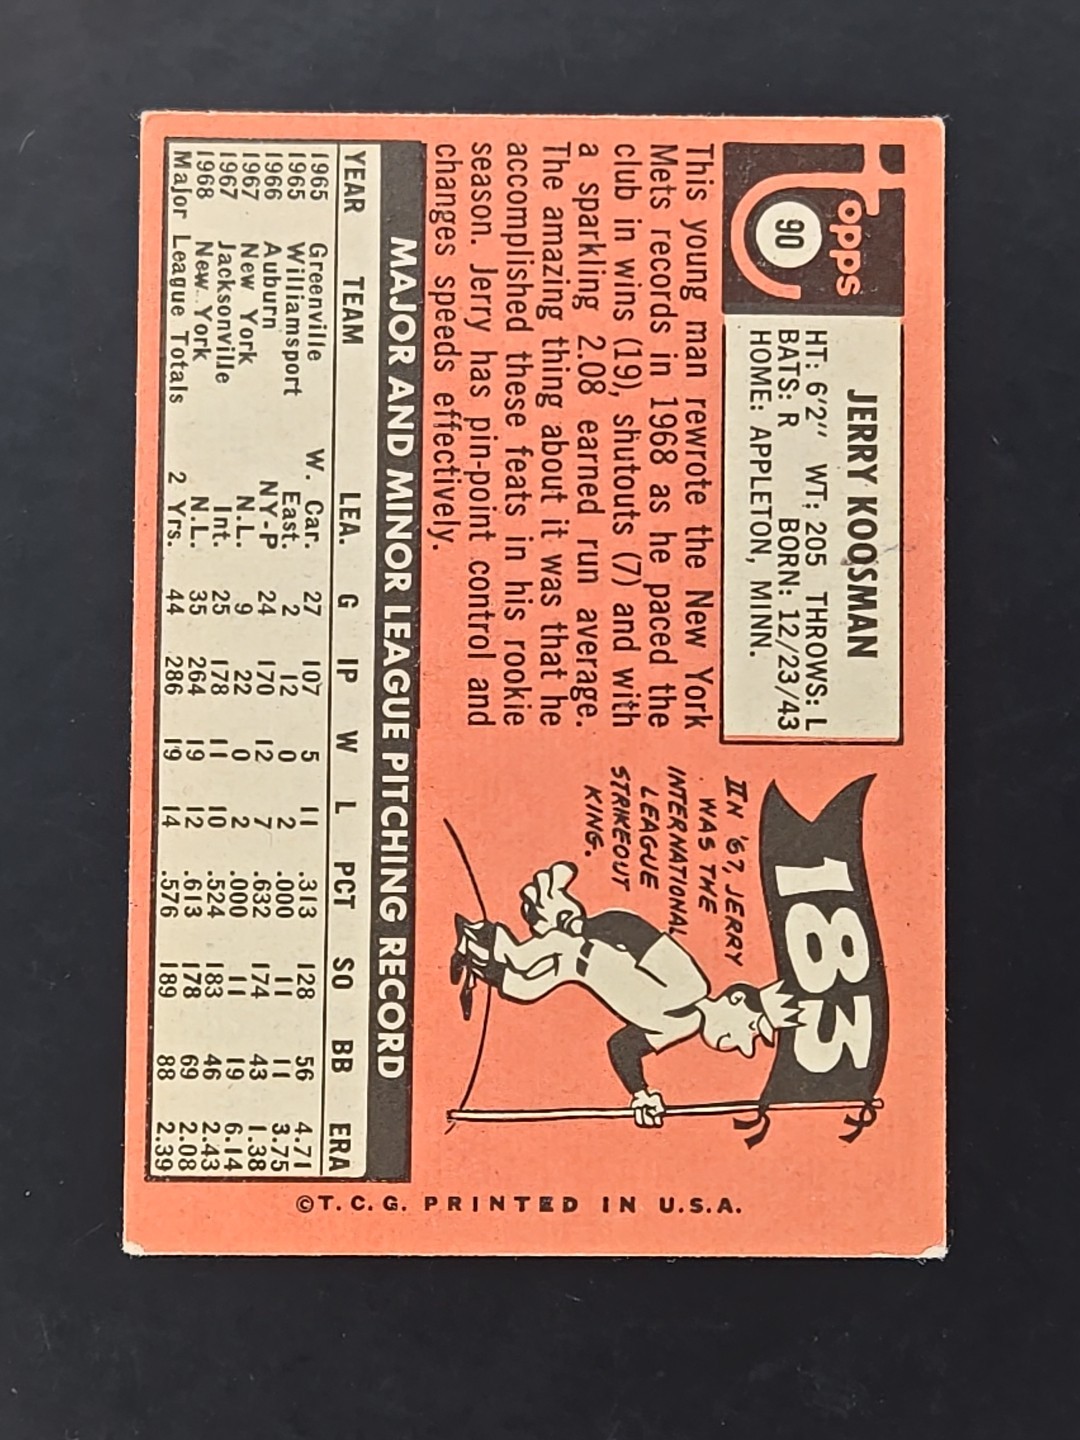 Topps
90
JERRY KOOSMAN
HT: 6'2" WT: 205 THROWS: L
BATS: R BORN: 12/23/43
HOME: APPLETON, MINN.
This young man rewrote the New York
Mets records in 1968 as he paced the
club in wins (19), shutouts (7) and with
a sparkling 2.08 earned run average.
The amazing thing about it was that he
accomplished these feats in his rookie
season. Jerry has pin-point control and
changes speeds effectively.
183
IN '67, JERRY
WAS THE
INTERNATIONAL
LEAGUE
STRIKEOUT
KING.
MAJOR AND MINOR LEAGUE PITCHING RECORD
YEAR TEAM LEA. G IP W L PCT SO BB ERA
1965 Greenville W. Car. 27 107 5 11 .313 128 56 4.71
1965 Williamsport East. 2 12 0 2 .000 11 11 3.75
1966 Auburn NY-P 24 170 12 7 .632 174 43 1.38
1967 New York N.L. 9 22 0 2 .000 11 19 6.14
1967 Jacksonville Int. 25 178 11 10 .524 183 46 2.43
1968 New York N.L. 35 264 19 12 .613 178 69 2.08
Major League Totals 2 Yrs. 44 286 19 14 .576 189 88 2.39
©T.C.G. PRINTED IN U.S.A.